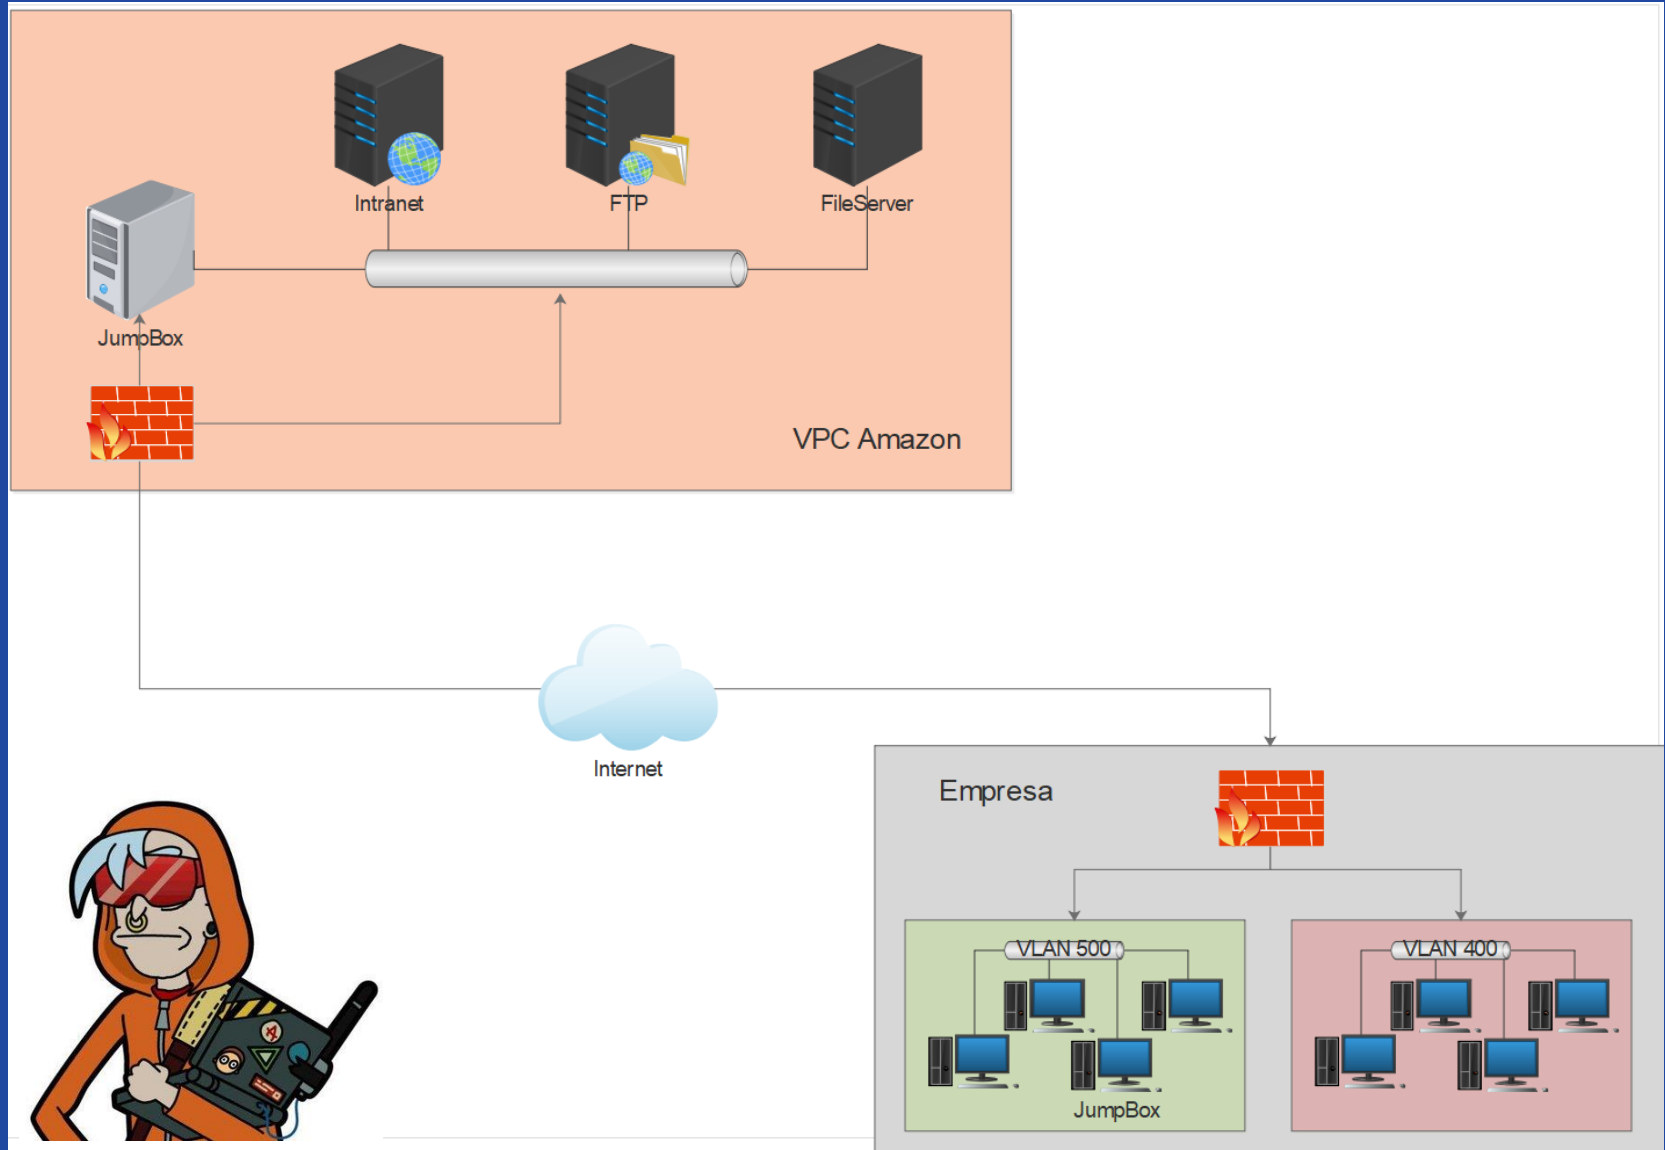 Intranet
FTP
FileServer
JumpBox
VPC Amazon
Internet
Empresa
VLAN 500
VLAN 400
JumpBox